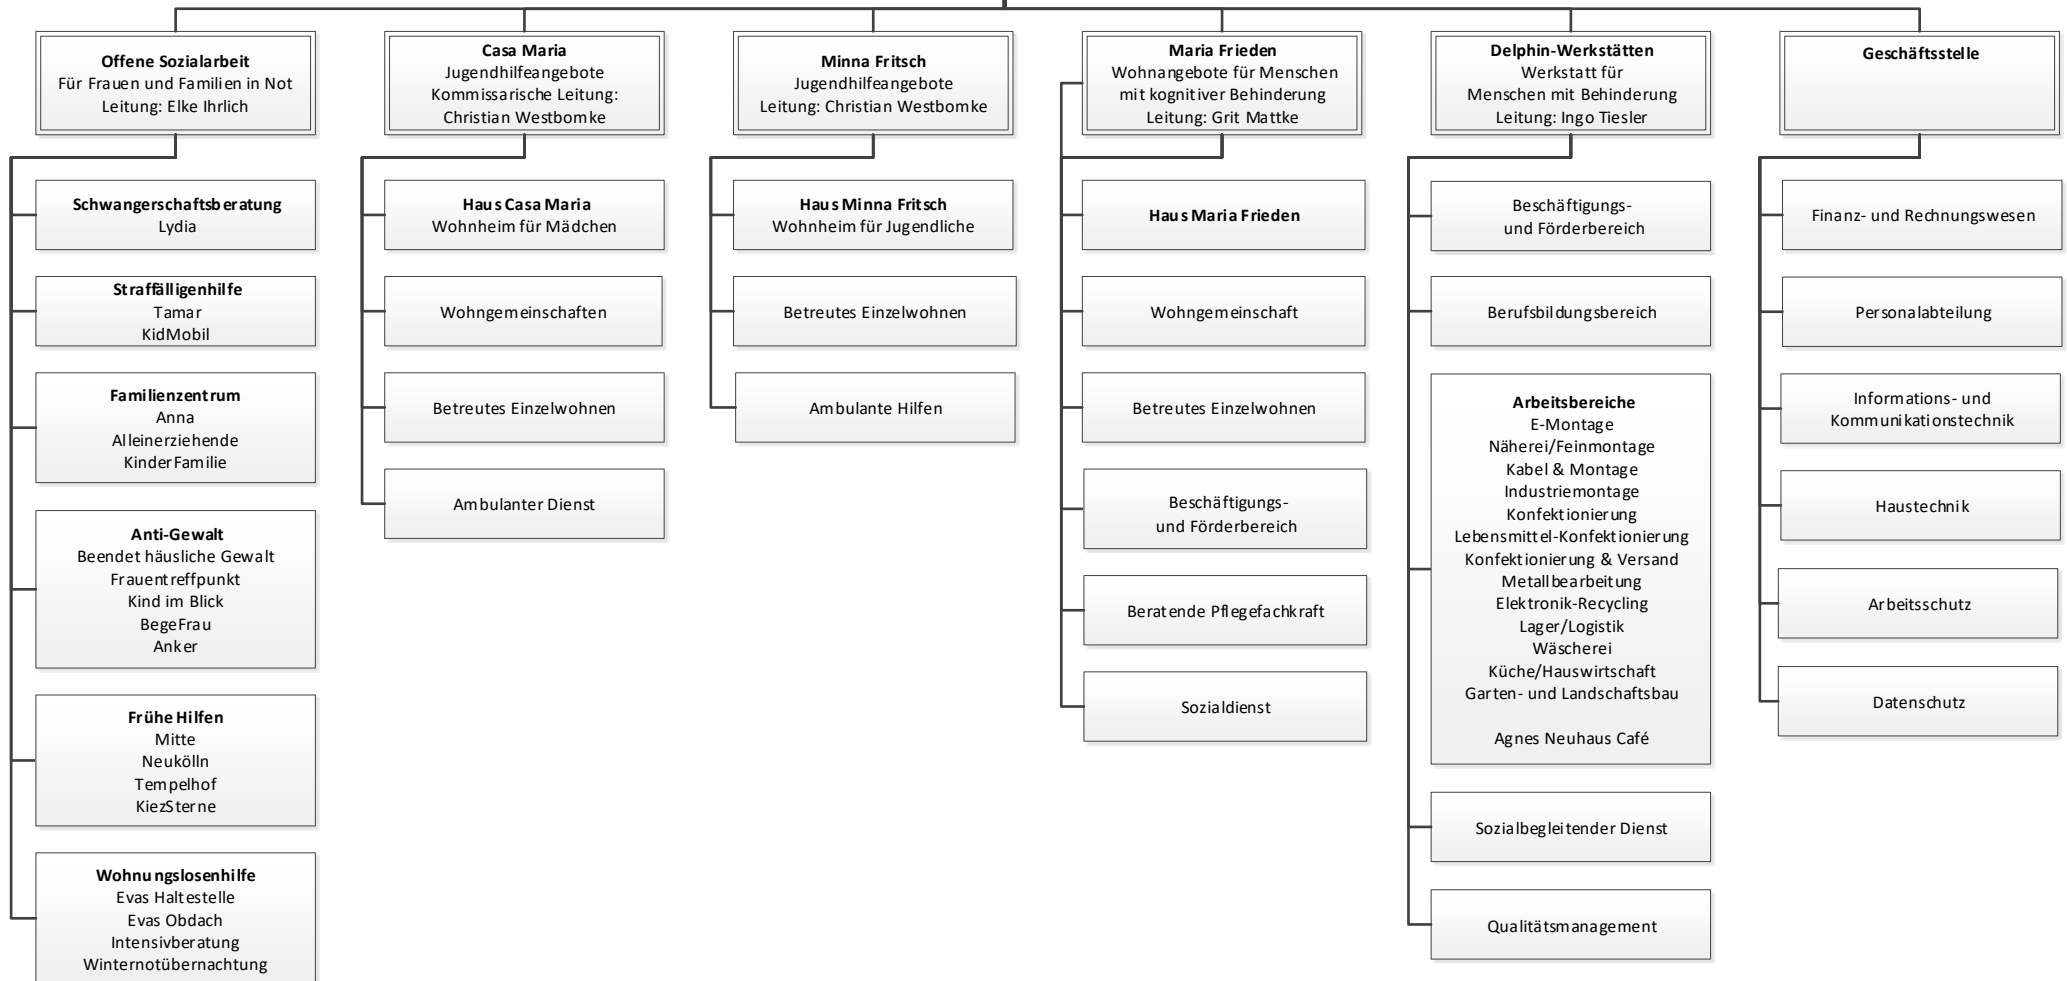 Offene Sozialarbeit
Für Frauen und Familien in Not
Leitung: Elke Ihrlich
Schwangerschaftsberatung
Lydia
Straffälligenhilfe
Tamar
KidMobil
Familienzentrum
Anna
Alleinerziehende
KinderFamilie
Anti-Gewalt
Beendet häusliche Gewalt
Frauentreffpunkt
Kind im Blick
BegeFrau
Anker
Frühe Hilfen
Mitte
Neukölln
Tempelhof
KiezSterne
Wohnungslosenhilfe
Evas Haltestelle
Evas Obdach
Intensivberatung
Winternotübernachtung
Casa Maria
Jugendhilfeangebote
Kommissarische Leitung:
Christian Westbomke
Haus Casa Maria
Wohnheim für Mädchen
Wohngemeinschaften
Betreutes Einzelwohnen
Ambulanter Dienst
Minna Fritsch
Jugendhilfeangebote
Leitung: Christian Westbomke
Haus Minna Fritsch
Wohnheim für Jugendliche
Betreutes Einzelwohnen
Ambulante Hilfen
Maria Frieden
Wohnangebote für Menschen
mit kognitiver Behinderung
Leitung: Grit Mattke
Haus Maria Frieden
Wohngemeinschaft
Betreutes Einzelwohnen
Beschäftigungs-
und Förderbereich
Beratende Pflegefachkraft
Sozialdienst
Delphin-Werkstätten
Werkstatt für
Menschen mit Behinderung
Leitung: Ingo Tiesler
Beschäftigungs-
und Förderbereich
Berufsbildungsbereich
Arbeitsbereiche
E-Montage
Näherei/Feinmontage
Kabel & Montage
Industriemontage
Konfektionierung
Lebensmittel-Konfektionierung
Konfektionierung & Versand
Metallbearbeitung
Elektronik-Recycling
Lager/Logistik
Wäscherei
Küche/Hauswirtschaft
Garten- und Landschaftsbau
Agnes Neuhaus Café
Sozialbegleitender Dienst
Qualitätsmanagement
Geschäftsstelle
Finanz- und Rechnungswesen
Personalabteilung
Informations- und
Kommunikationstechnik
Haustechnik
Arbeitsschutz
Datenschutz